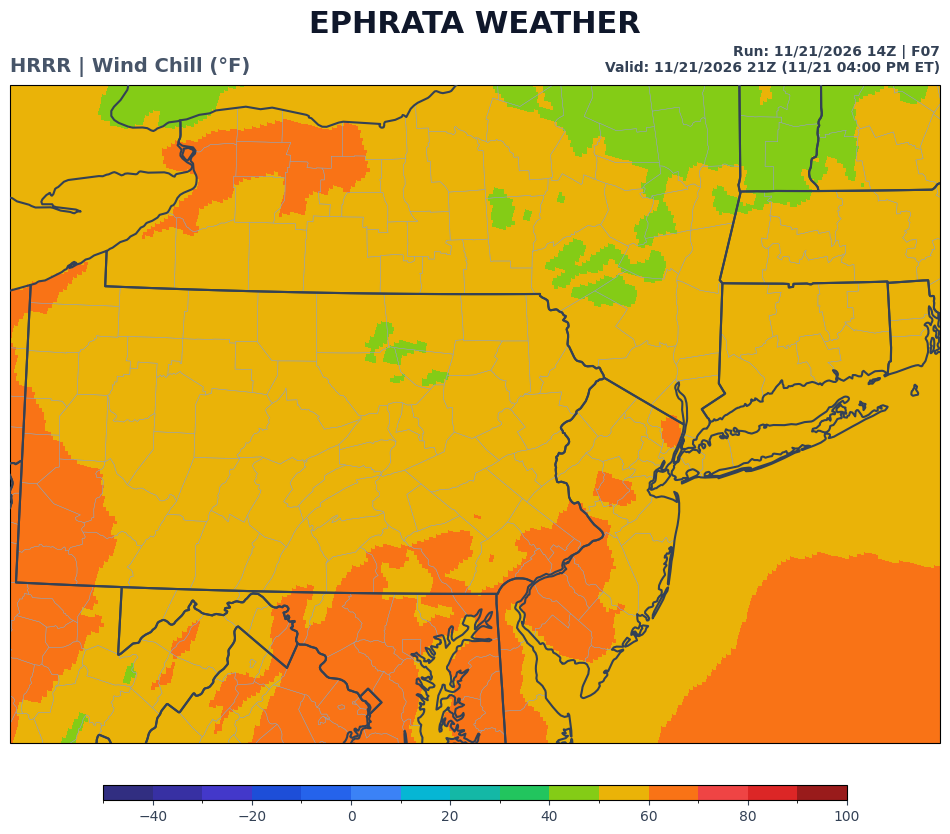 EPHRATA WEATHER
HRRR | Wind Chill (°F)
Run: 11/21/2026 14Z | F07
Valid: 11/21/2026 21Z (11/21 04:00 PM ET)
−40 −20 0 20 40 60 80 100